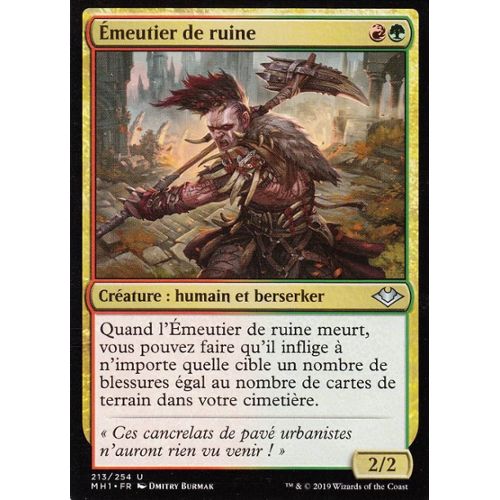 Émeutier de ruine
Créature : humain et berserker
Quand l'Émeutier de ruine meurt,
vous pouvez faire qu'il inflige à
n'importe quelle cible un nombre de
blessures égal au nombre de cartes de
terrain dans votre cimetière.
« Ces cancrelats de pavé urbanistes
n'auront rien vu venir ! »
2/2
213/254 U
MH1 • FR Dmitry Burmak
™ & © 2019 Wizards of the Coast